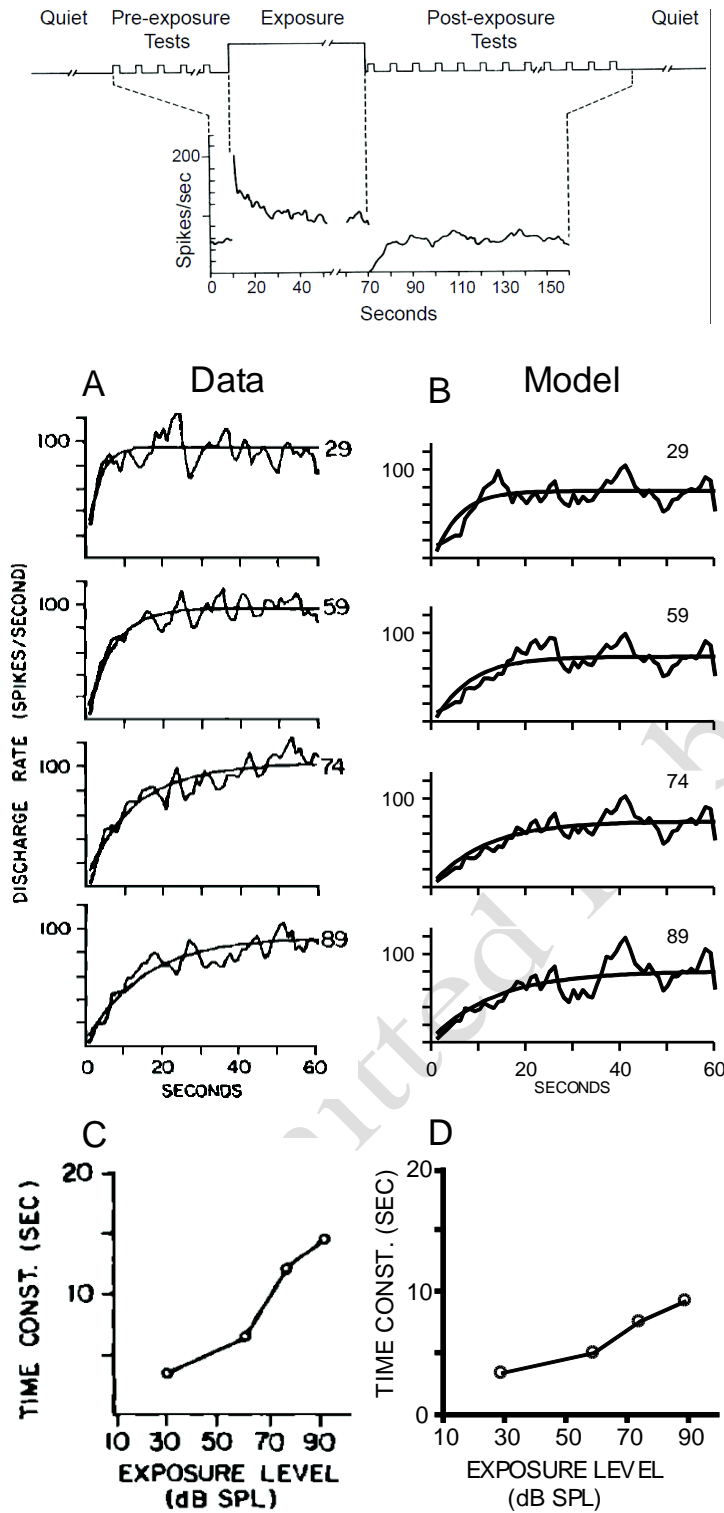 Quiet Pre-exposure Exposure Post-exposure Quiet
Tests Tests
200
Spikes/sec
0 20 40 70 90 110 130 150
Seconds
A Data B Model
DISCHARGE RATE (SPIKES/SECOND)
100 29 100 29
100 59 100 59
100 74 100 74
100 89 100 89
0 20 40 60 0 20 40 60
SECONDS SECONDS
C D
TIME CONST. (SEC) TIME CONST. (SEC)
20 20
10 10
0
10 30 50 70 90 10 30 50 70 90
EXPOSURE LEVEL EXPOSURE LEVEL
(dB SPL) (dB SPL)